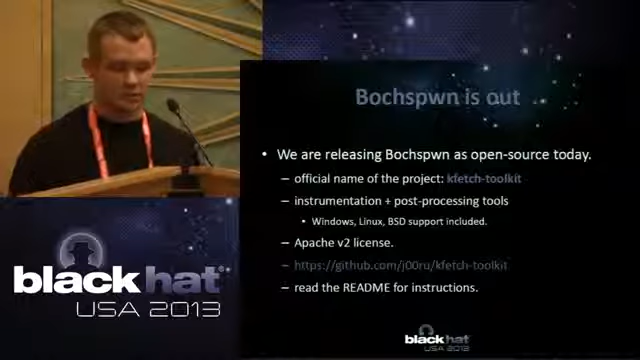 Bochspwn is out
• We are releasing Bochspwn as open-source today.
– official name of the project: kfetch-toolkit
– instrumentation + post-processing tools
• Windows, Linux, BSD support included.
– Apache v2 license.
– https://github.com/j00ru/kfetch-toolkit
– read the README for instructions.
black hat
USA 2013
black hat
USA 2013